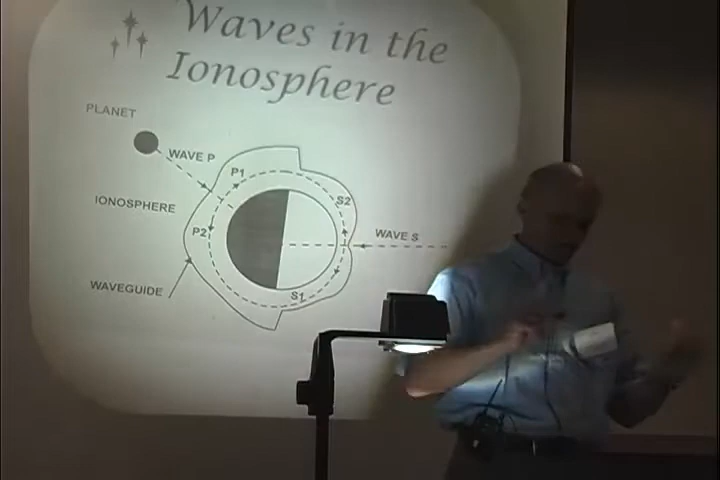 Waves in the
Ionosphere
PLANET
WAVE P
P1
IONOSPHERE
S2
P2
WAVE S
WAVEGUIDE
S1